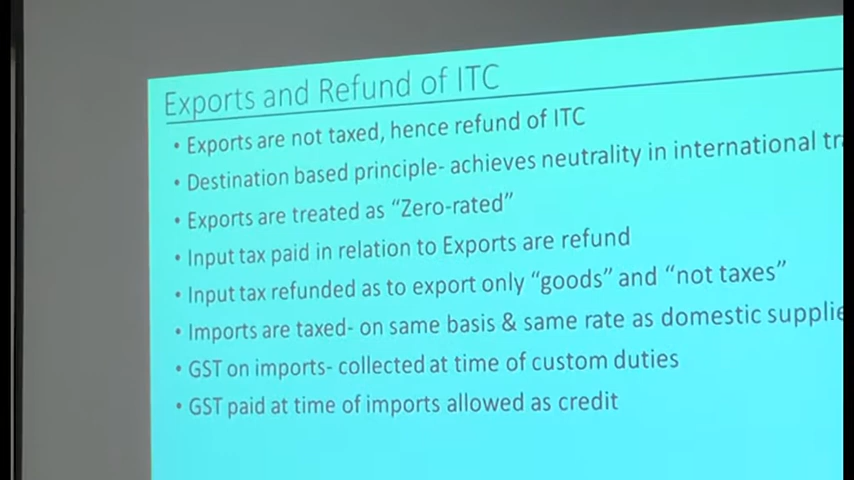 Exports and Refund of ITC
• Exports are not taxed, hence refund of ITC
• Destination based principle- achieves neutrality in international
• Exports are treated as “Zero-rated”
• Input tax paid in relation to Exports are refund
• Input tax refunded as to export only “goods” and “not taxes”
• Imports are taxed- on same basis & same rate as domestic
• GST on imports- collected at time of custom duties
• GST paid at time of imports allowed as credit